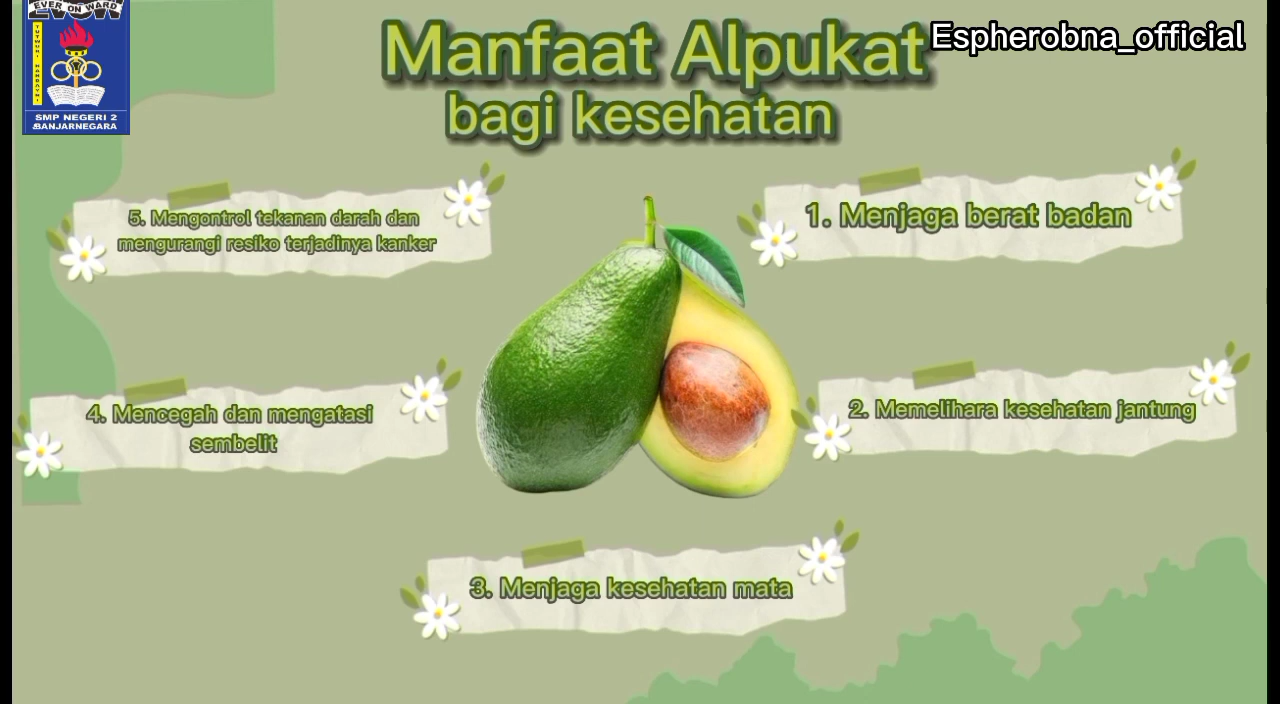 EVER ON WARD
TUTWURI HANDAYNI
SMP NEGERI 2
BANJARNEGARA
Manfaat Alpukat
bagi kesehatan
Espherobna_official
1. Menjaga berat badan
2. Memelihara kesehatan jantung
3. Menjaga kesehatan mata
4. Mencegah dan mengatasi
sembelit
5. Mengontrol tekanan darah dan
mengurangi resiko terjadinya kanker